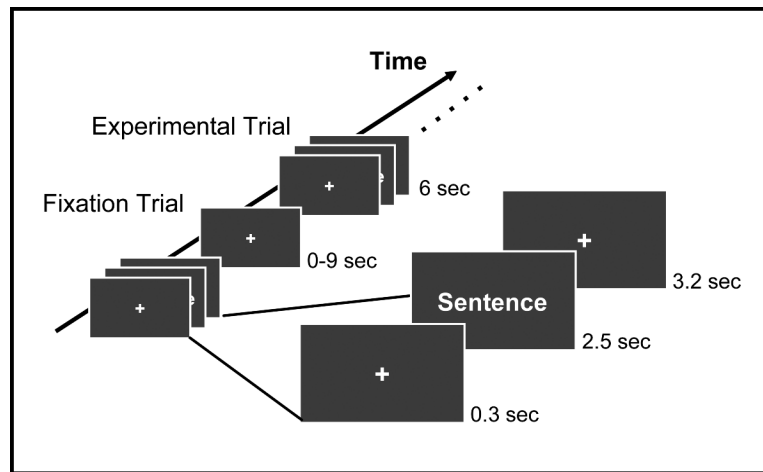 Time
Experimental Trial
6 sec
Fixation Trial
0-9 sec
3.2 sec
Sentence
2.5 sec
0.3 sec